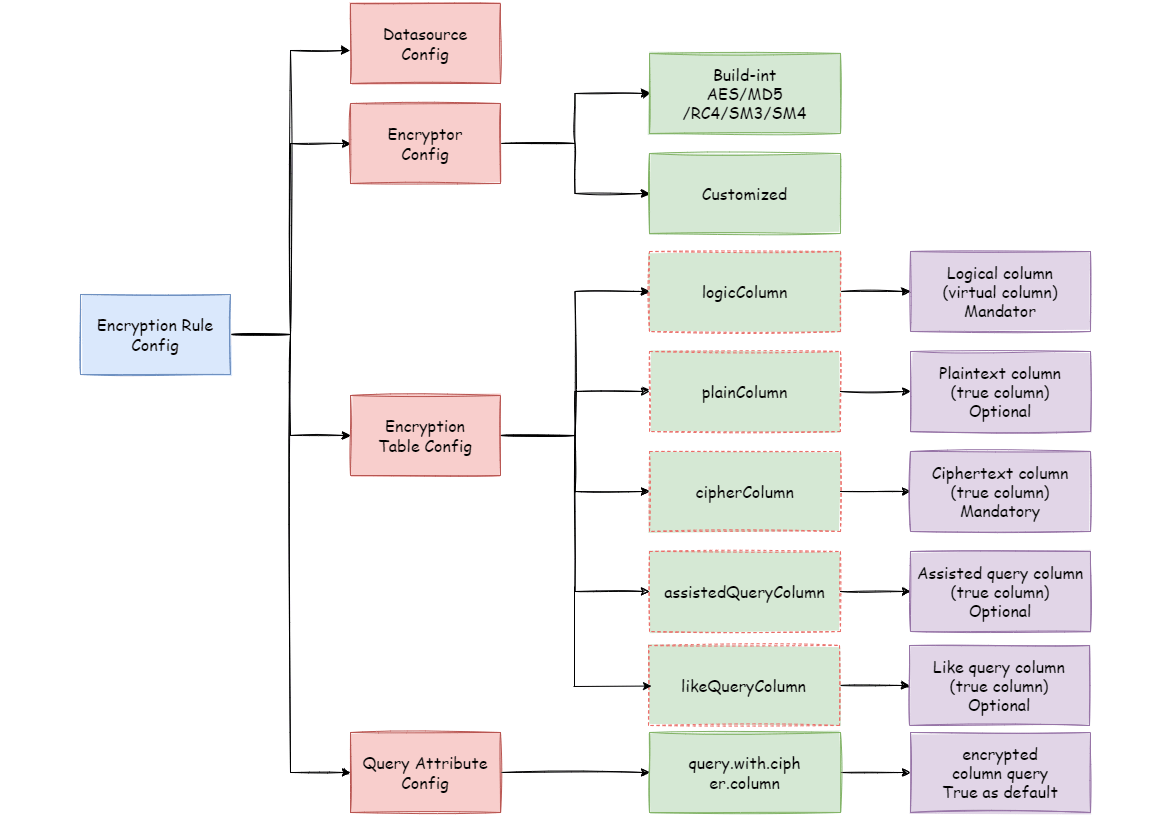 Datasource
Config
Encryptor
Config
Build-int
AES/MD5
/RC4/SM3/SM4
Customized
Encryption Rule
Config
Encryption
Table Config
logicColumn
Logical column
(virtual column)
Mandator
plainColumn
Plaintext column
(true column)
Optional
cipherColumn
Ciphertext column
(true column)
Mandatory
assistedQueryColumn
Assisted query column
(true column)
Optional
likeQueryColumn
Like query column
(true column)
Optional
Query Attribute
Config
query.with.ciph
er.column
encrypted
column query
True as default